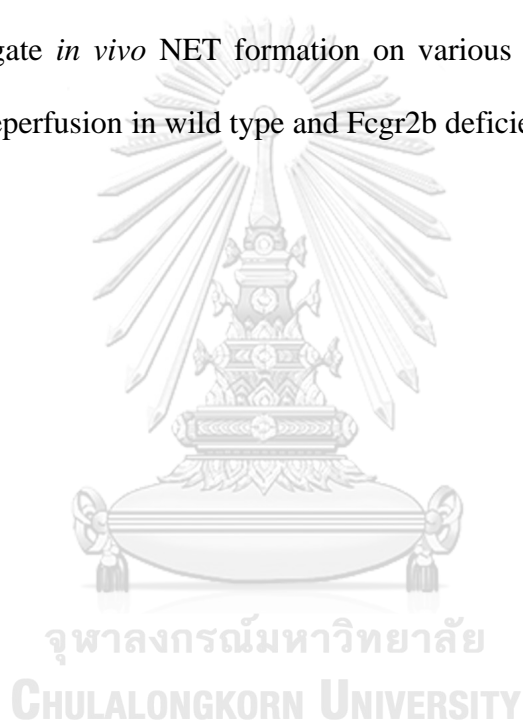 gate in vivo NET formation on various
eperfusion in wild type and Fcgr2b defici
จุฬาลงกรณ์มหาวิทยาลัย
CHULALONGKORN UNIVERSITY